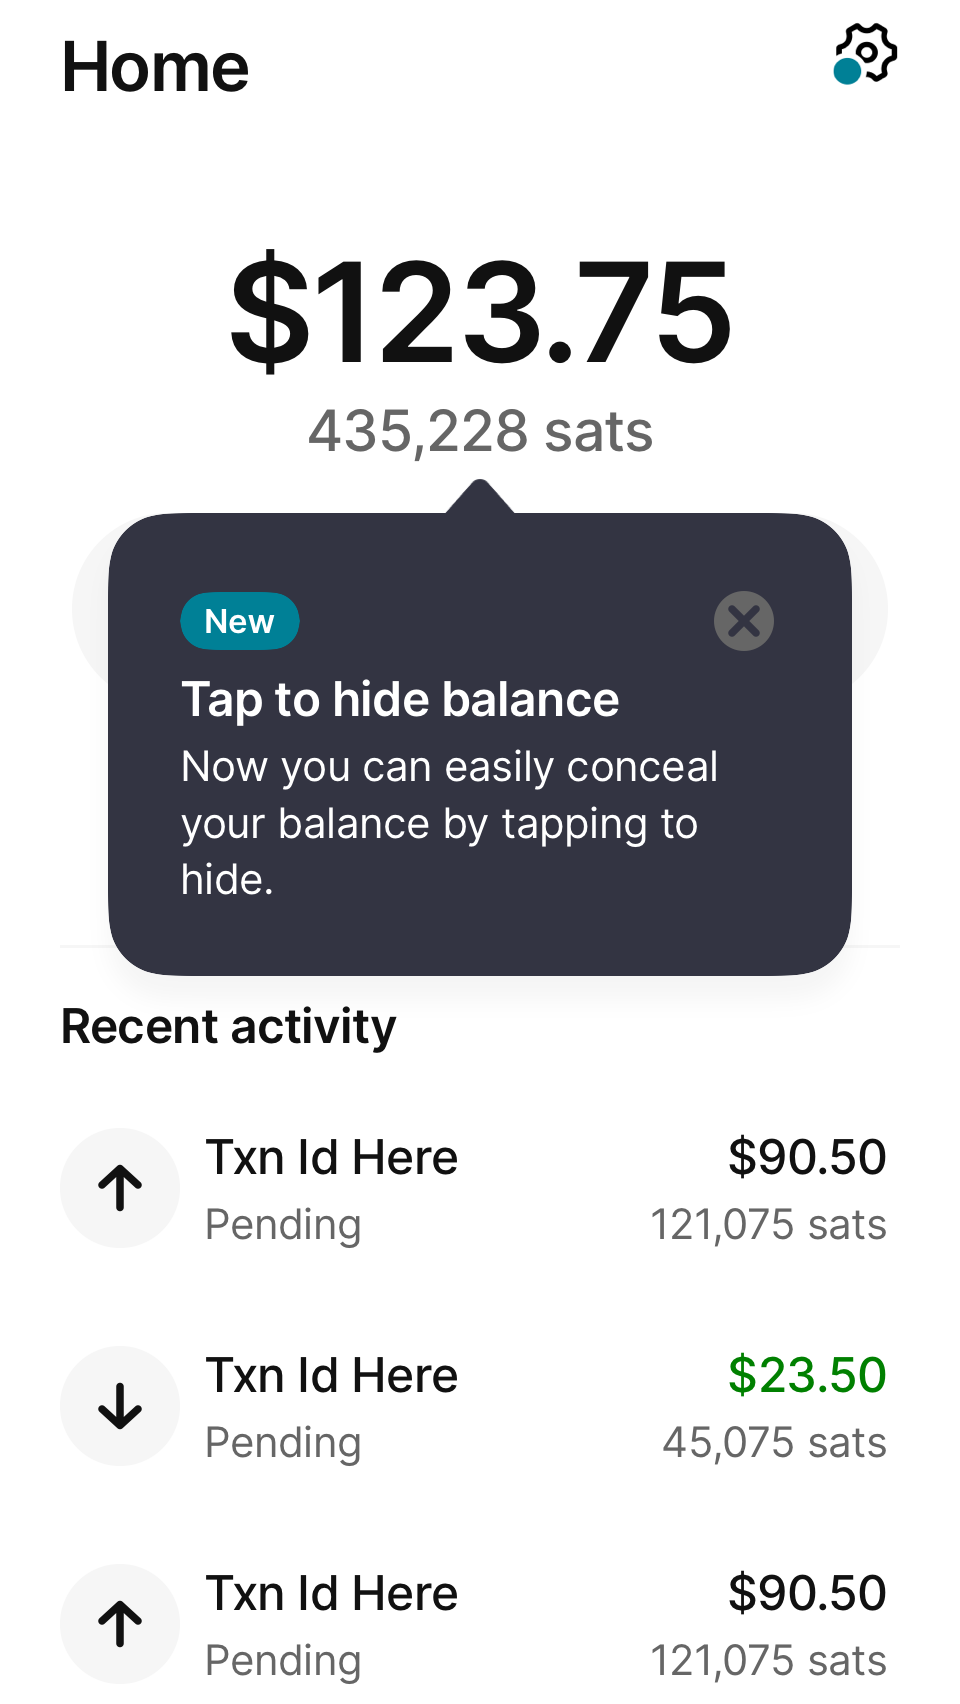 Home
$123.75
435,228 sats
New
Tap to hide balance
Now you can easily conceal
your balance by tapping to
hide.
Recent activity
Txn Id Here $90.50
Pending 121,075 sats
Txn Id Here $23.50
Pending 45,075 sats
Txn Id Here $90.50
Pending 121,075 sats